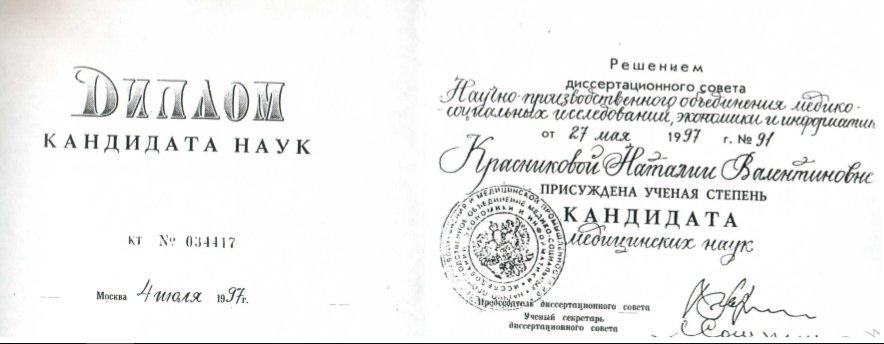 ДИПЛОМ
КАНДИДАТА НАУК
КТ № 034417
Москва 4 июля 1997г.
Решением
диссертационного совета
Научно-производственного объединения медико-
социальных исследований, экономики и информатик
от 27 мая 1997 г. № 91
Красниковой Наталии Валентиновне
ПРИСУЖДЕНА УЧЕНАЯ СТЕПЕНЬ
КАНДИДАТА
медицинских наук
Председатель диссертационного совета
Ученый секретарь
диссертационного совета